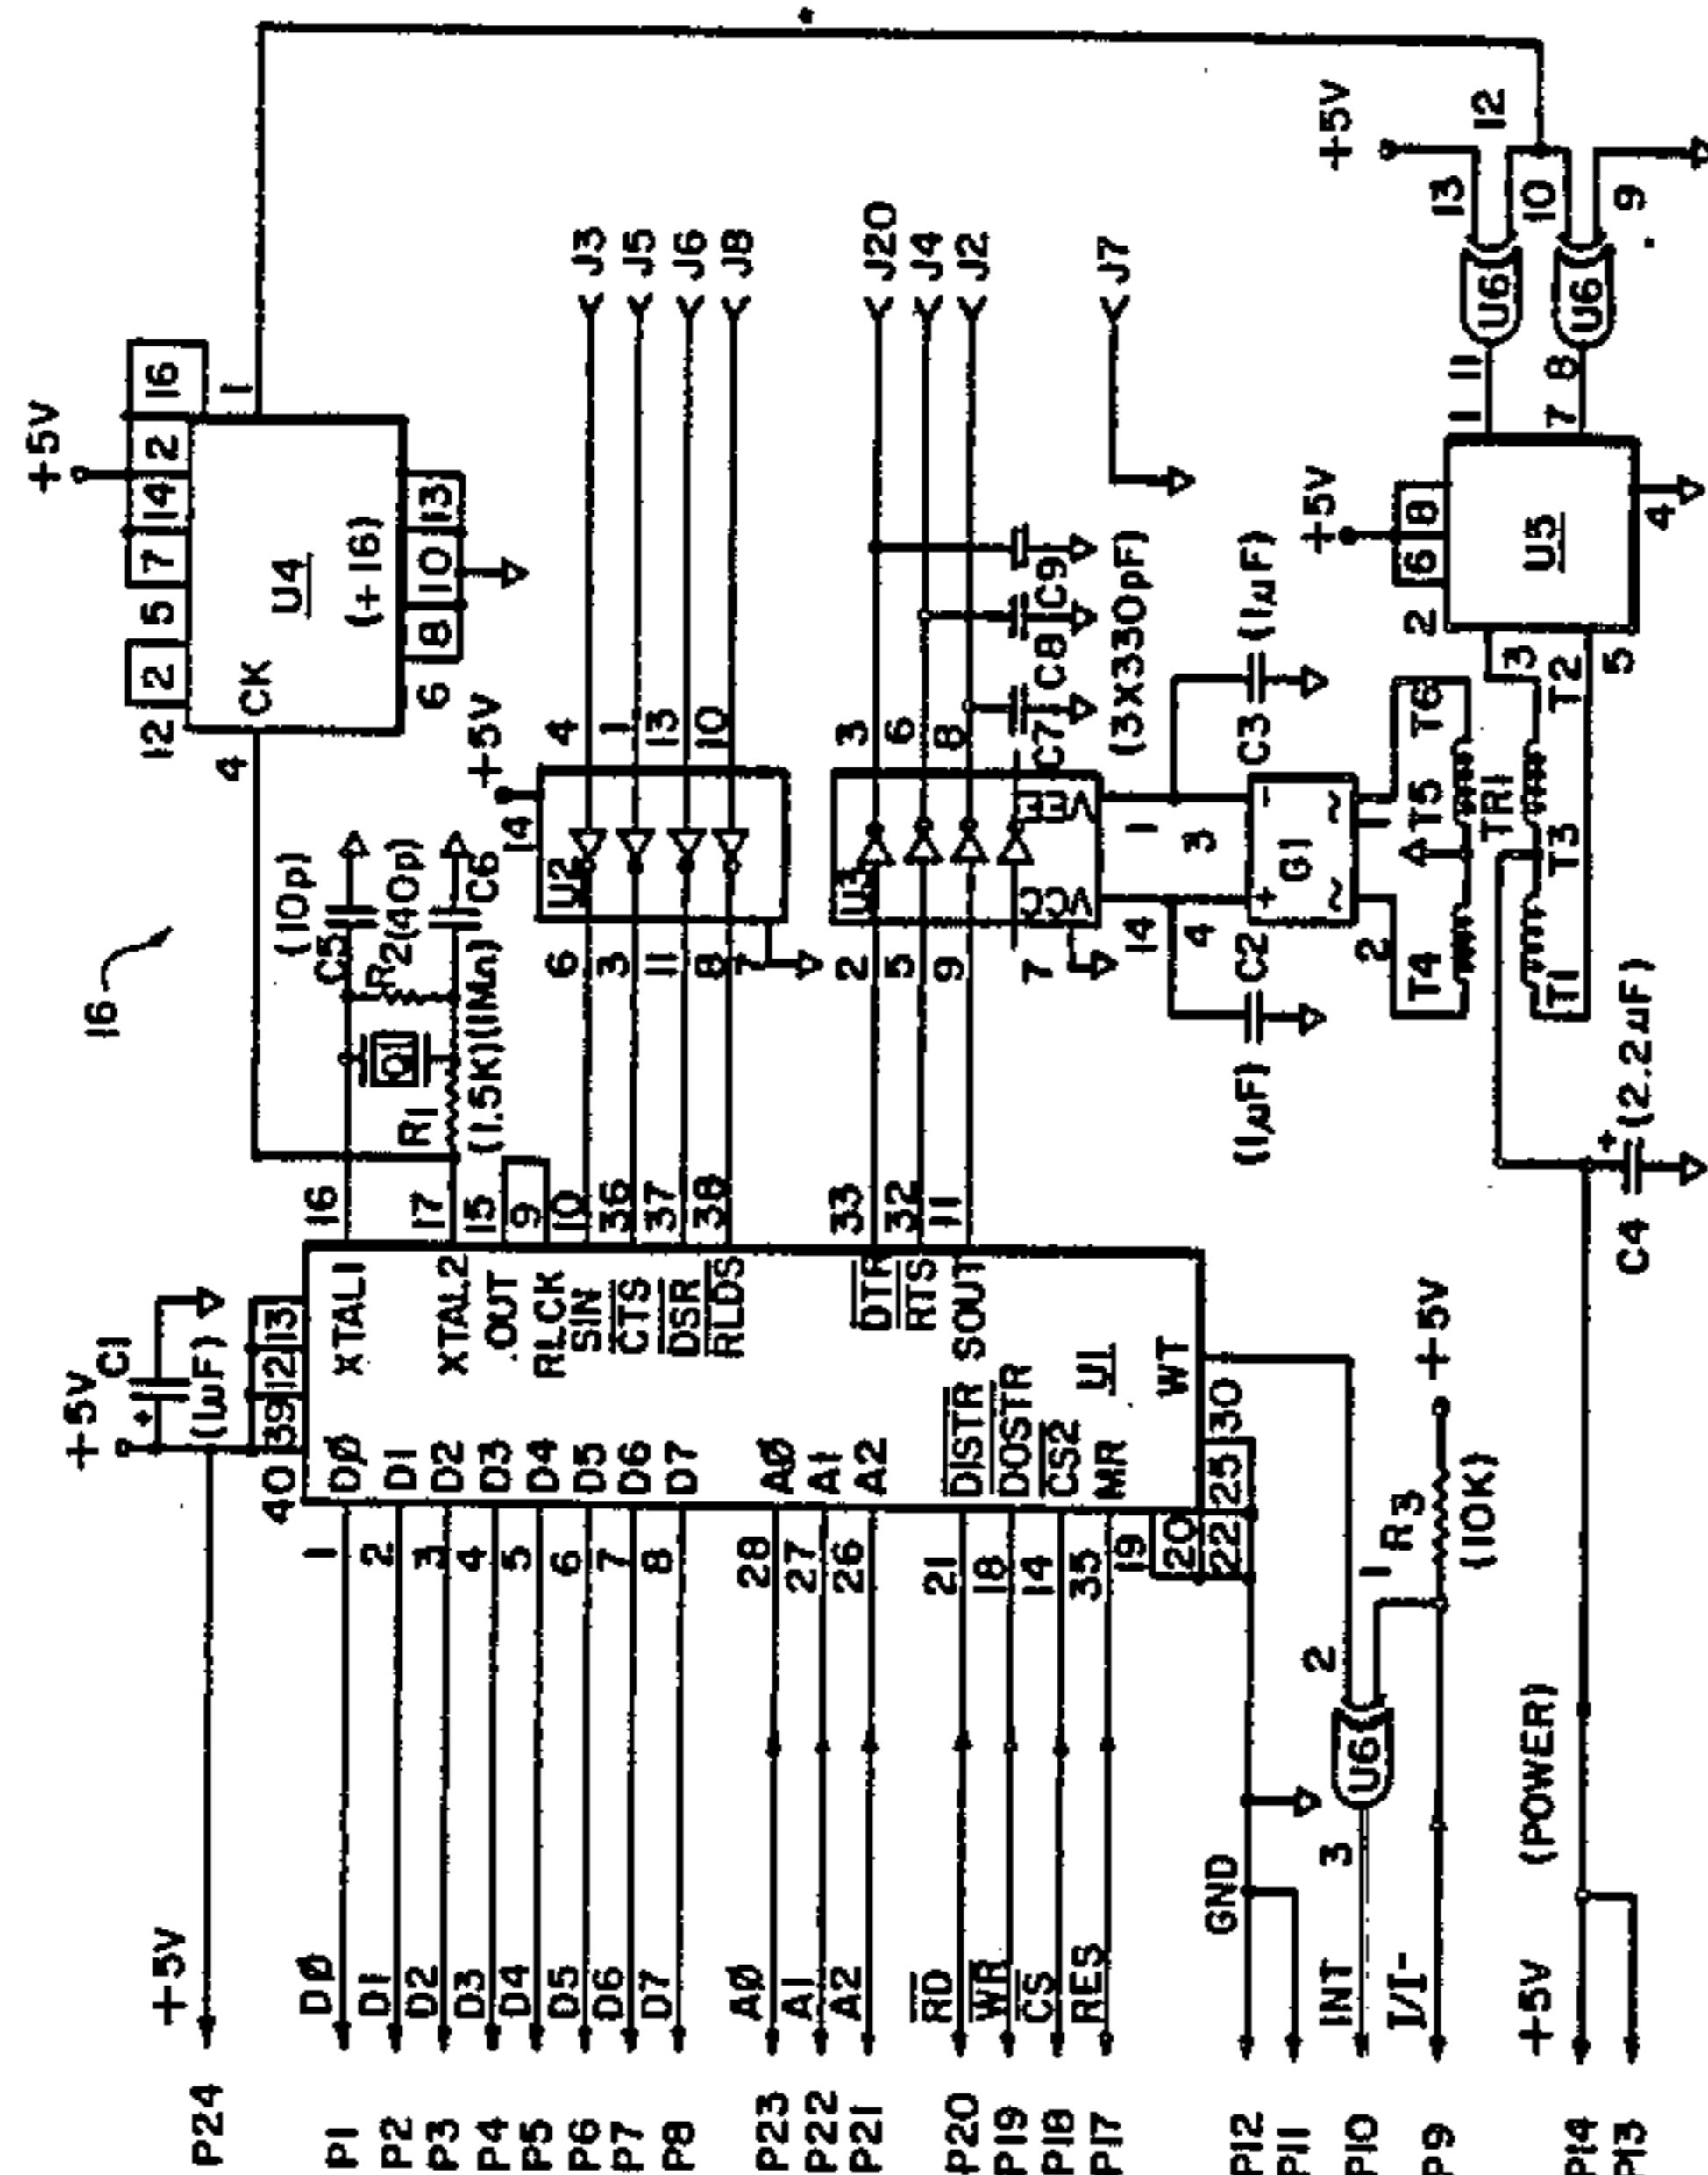 16
+5V
16
2
14
7
5
2
12
1
U4
(+16)
CK
4
13
10
8
6
+5V
C1
(1µF)
+
40
39
12
13
16
17
15
9
10
36
37
38
33
32
11
XTAL1
XTAL2
.OUT
RLCK
SIN
CTS
DSR
RLDS
DTR
RTS
SOUT
U1
WT
DØ
D1
D2
D3
D4
D5
D6
D7
AØ
A1
A2
DISTR
DOSTR
CS2
MR
1
2
3
4
5
6
7
8
28
27
26
21
18
14
35
19
20
22
25
30
C5
(10p)
R2
(40p)
C6
(1MΩ)
Q1
R1
(1.5K)
+5V
14
U2
4
1
13
10
6
3
11
8
7
J3
J5
J6
J8
U3
VCC
VEE
3
6
8
2
5
9
7
14
1
J20
J4
J2
J7
C7
C8
C9
(3X330pF)
C3
(1µF)
C2
(1µF)
3
4
+
-
G1
~
~
1
2
T4
T5
T6
TR1
T1
T3
T2
+5V
6
8
2
3
5
U5
4
1
7
11
8
U6
U6
+5V
13
12
10
9
C4
+
(2.2µF)
R3
(10K)
+5V
1
2
U6
3
(POWER)
+5V
P24
DØ
P1
D1
P2
D2
P3
D3
P4
D4
P5
D5
P6
D6
P7
D7
P8
AØ
P23
A1
P22
A2
P21
RD
P20
WR
P19
CS
P18
RES
P17
GND
P12
P11
INT
P10
I/I-
P9
+5V
P14
P13